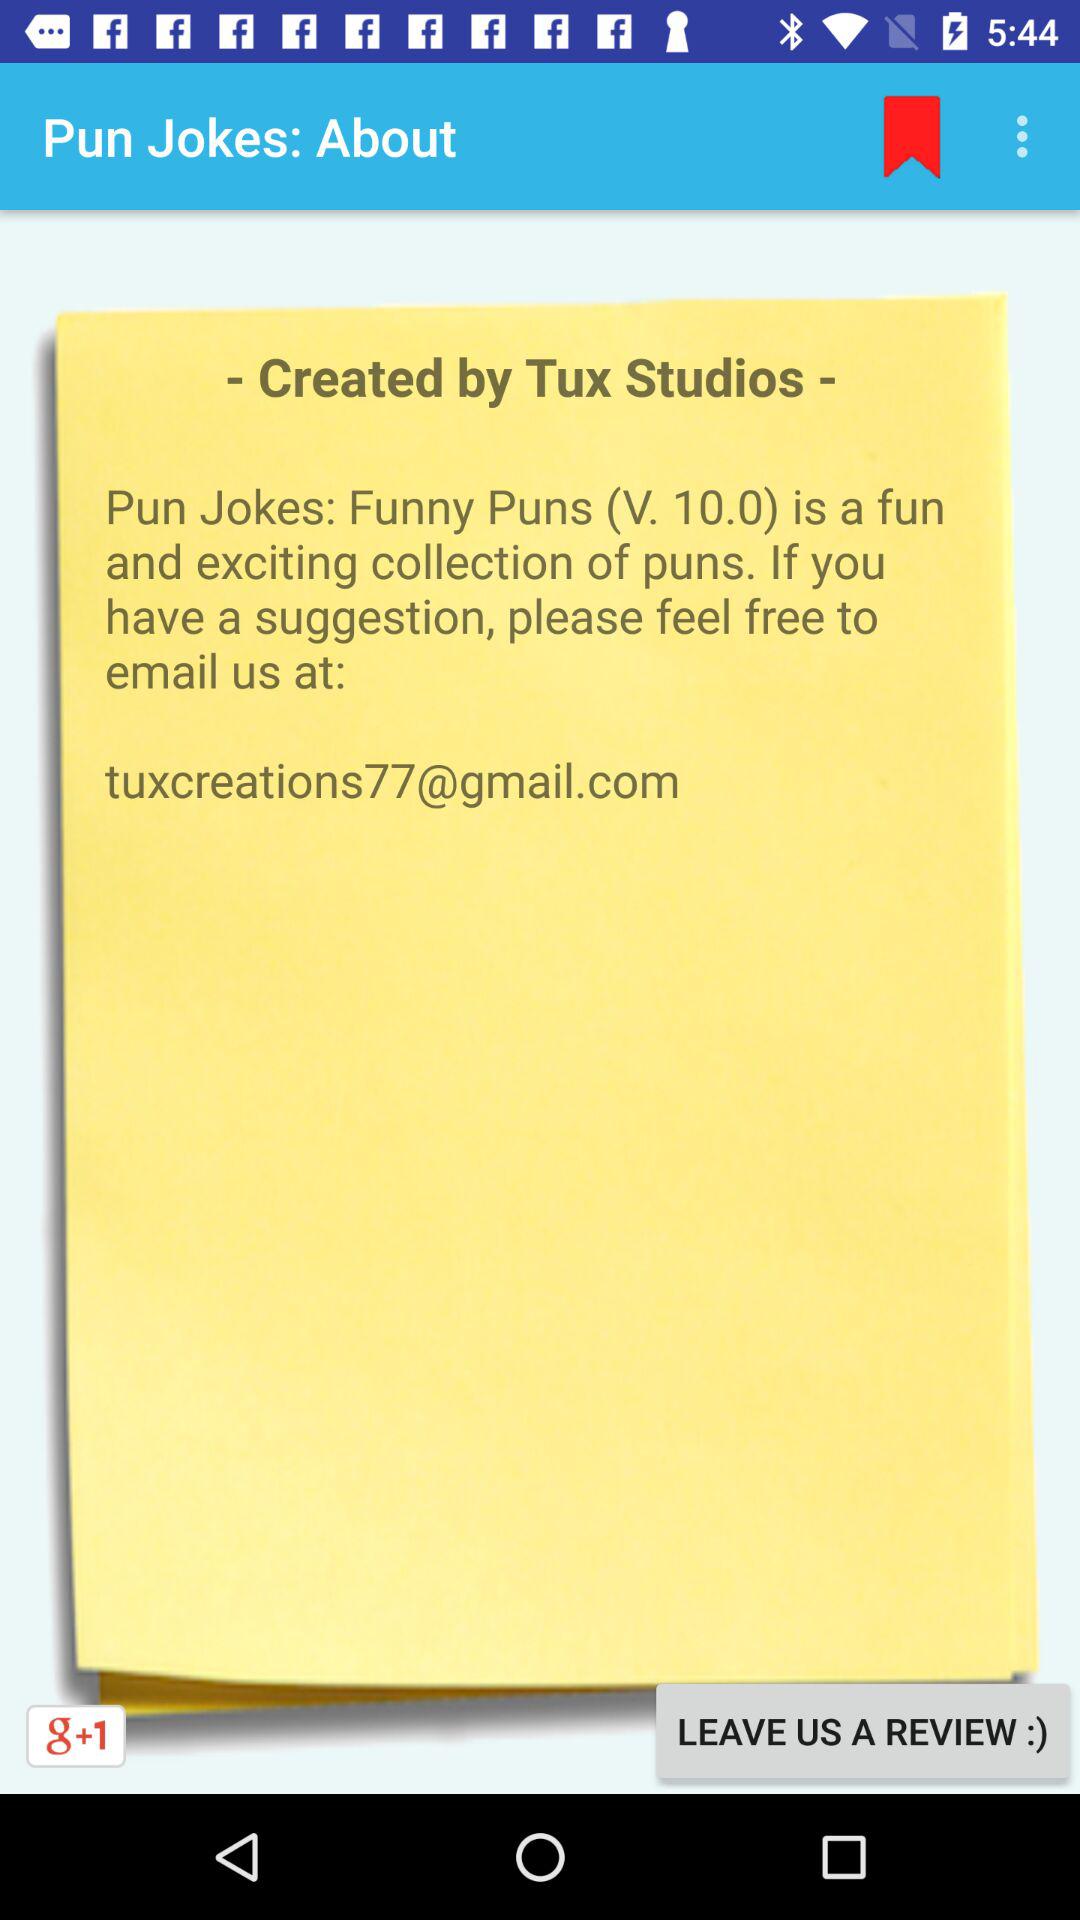 5:44
Pun Jokes: About
- Created by Tux Studios -
Pun Jokes: Funny Puns (V. 10.0) is a fun
and exciting collection of puns. If you
have a suggestion, please feel free to
email us at:
tuxcreations77@gmail.com
g+1
LEAVE US A REVIEW :)